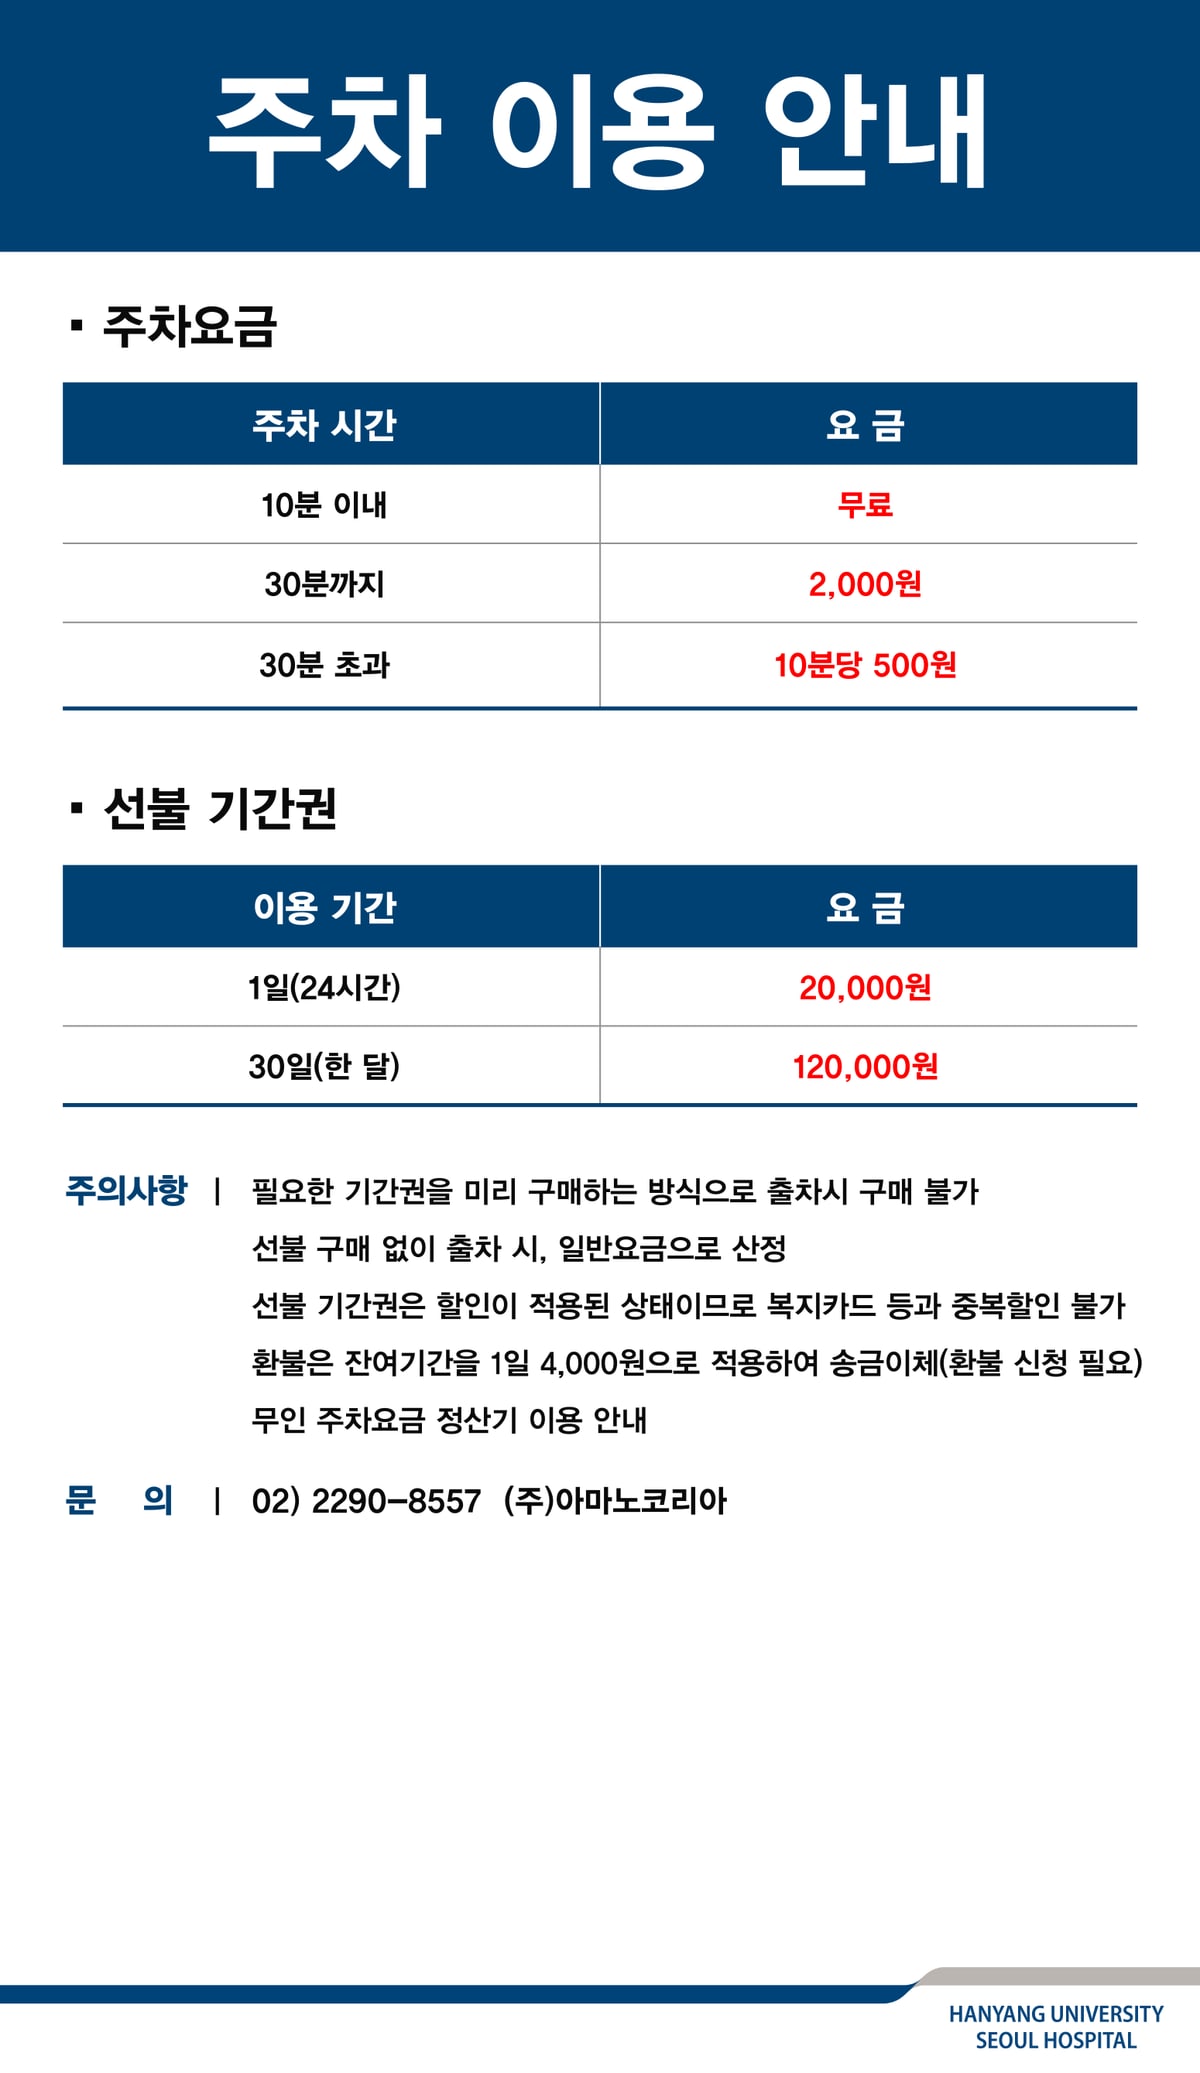 주차 이용 안내
▪ 주차요금
주차 시간 요 금
10분 이내 무료
30분까지 2,000원
30분 초과 10분당 500원
▪ 선불 기간권
이용 기간 요 금
1일(24시간) 20,000원
30일(한 달) 120,000원
주의사항 | 필요한 기간권을 미리 구매하는 방식으로 출차시 구매 불가
선불 구매 없이 출차 시, 일반요금으로 산정
선불 기간권은 할인이 적용된 상태이므로 복지카드 등과 중복할인 불가
환불은 잔여기간을 1일 4,000원으로 적용하여 송금이체(환불 신청 필요)
무인 주차요금 정산기 이용 안내
문 의 | 02) 2290–8557 (주)아마노코리아
HANYANG UNIVERSITY
SEOUL HOSPITAL